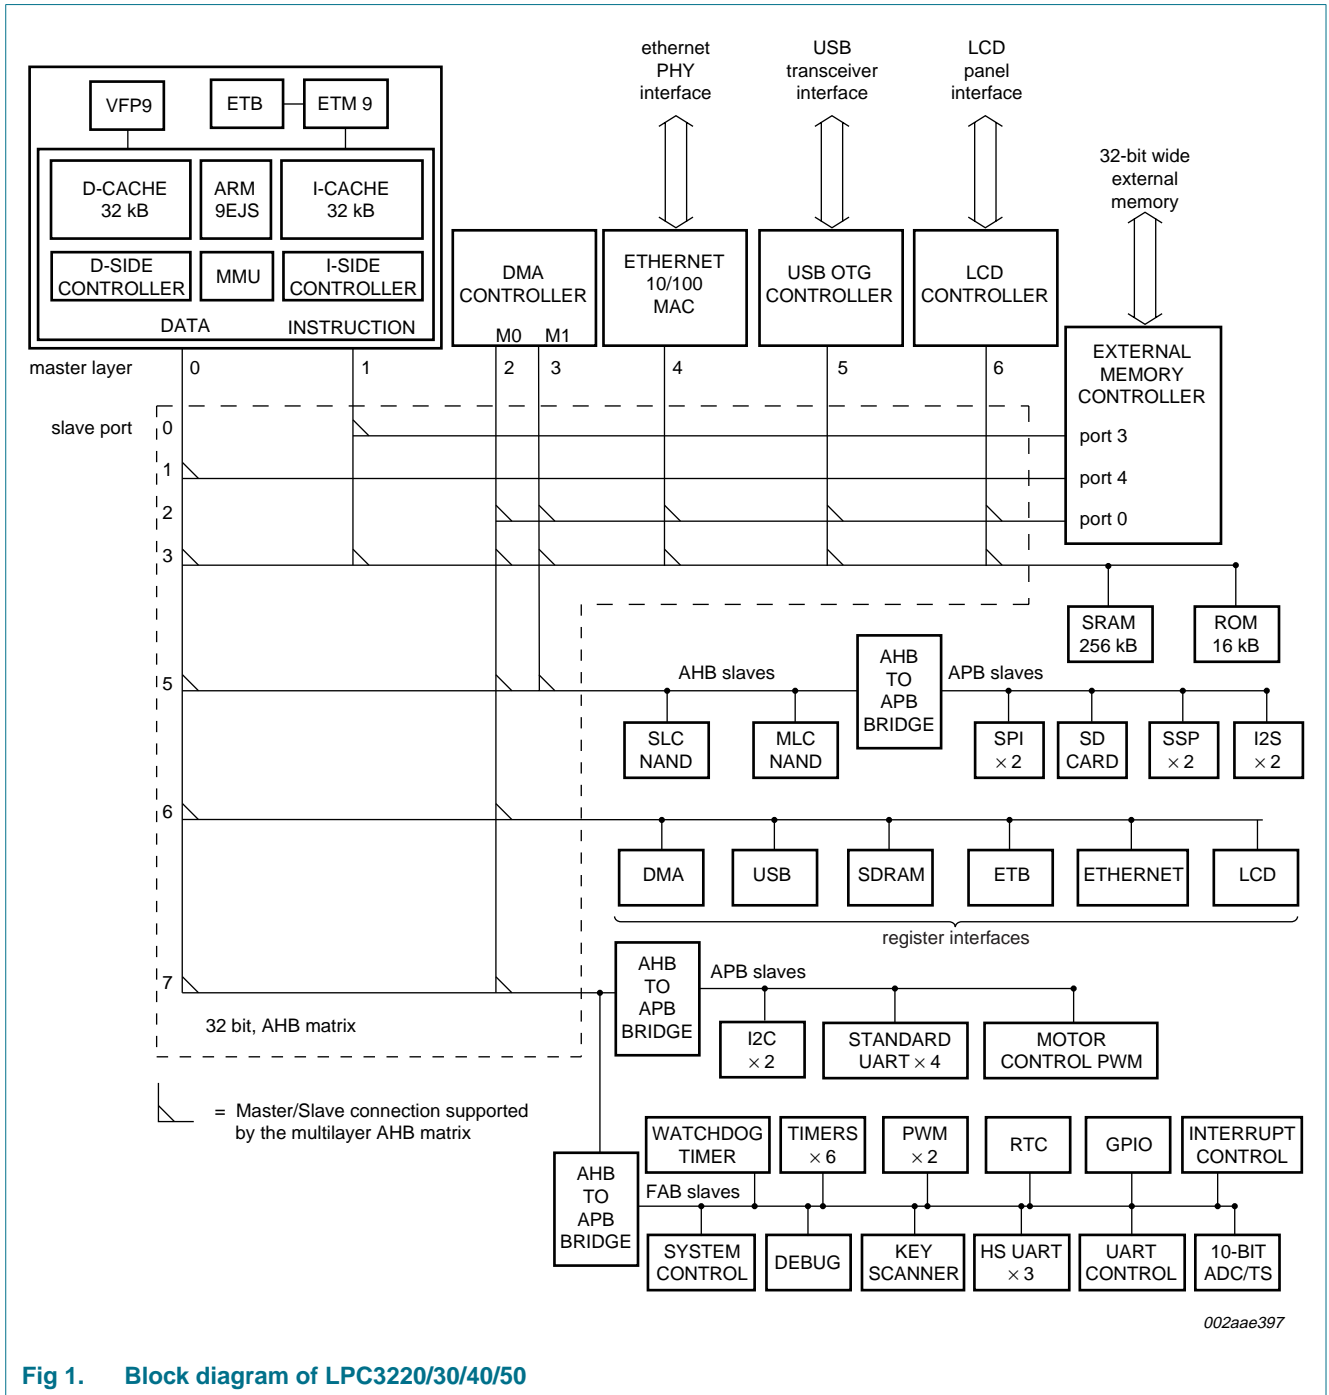 ethernet
PHY
interface
USB
transceiver
interface
LCD
panel
interface
32-bit wide
external
memory
VFP9
ETB
ETM 9
D-CACHE
32 kB
ARM
9EJS
I-CACHE
32 kB
D-SIDE
CONTROLLER
MMU
I-SIDE
CONTROLLER
DATA
INSTRUCTION
DMA
CONTROLLER
M0
M1
ETHERNET
10/100
MAC
USB OTG
CONTROLLER
LCD
CONTROLLER
EXTERNAL
MEMORY
CONTROLLER
port 3
port 4
port 0
master layer
0
1
2
3
4
5
6
slave port
0
1
2
3
5
6
7
SRAM
256 kB
ROM
16 kB
AHB slaves
AHB
TO
APB
BRIDGE
APB slaves
SLC
NAND
MLC
NAND
SPI
× 2
SD
CARD
SSP
× 2
I2S
× 2
DMA
USB
SDRAM
ETB
ETHERNET
LCD
register interfaces
AHB
TO
APB
BRIDGE
APB slaves
32 bit, AHB matrix
I2C
× 2
STANDARD
UART × 4
MOTOR
CONTROL PWM
= Master/Slave connection supported
by the multilayer AHB matrix
WATCHDOG
TIMER
TIMERS
× 6
PWM
× 2
RTC
GPIO
INTERRUPT
CONTROL
AHB
TO
APB
BRIDGE
FAB slaves
SYSTEM
CONTROL
DEBUG
KEY
SCANNER
HS UART
× 3
UART
CONTROL
10-BIT
ADC/TS
002aae397
Fig 1. Block diagram of LPC3220/30/40/50